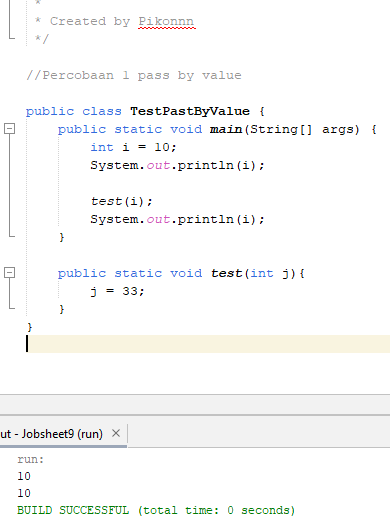 *
* Created by Pikonnn
*/
//Percobaan 1 pass by value
public class TestPastByValue {
public static void main(String[] args) {
int i = 10;
System.out.println(i);
test(i);
System.out.println(i);
}
public static void test(int j){
j = 33;
}
}
ut - Jobsheet9 (run) ×
run:
10
10
BUILD SUCCESSFUL (total time: 0 seconds)